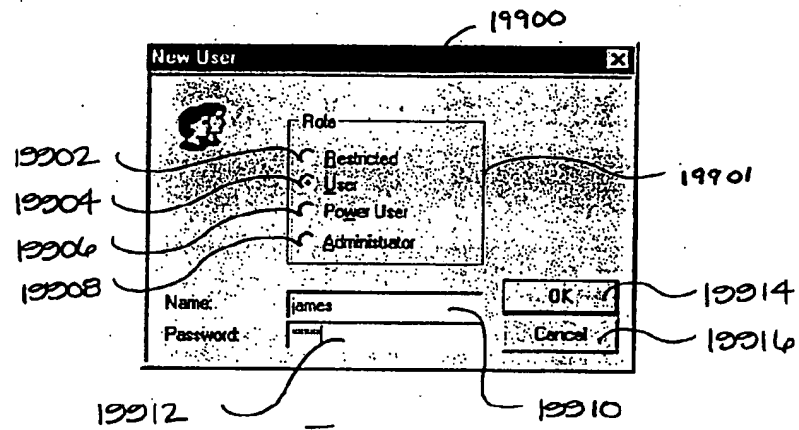 19900
New User
Role
19902
Restricted
19901
19904
User
19906
Power User
19908
Administrator
Name:
james
OK
19914
Password:
Cancel
19916
19912
19910